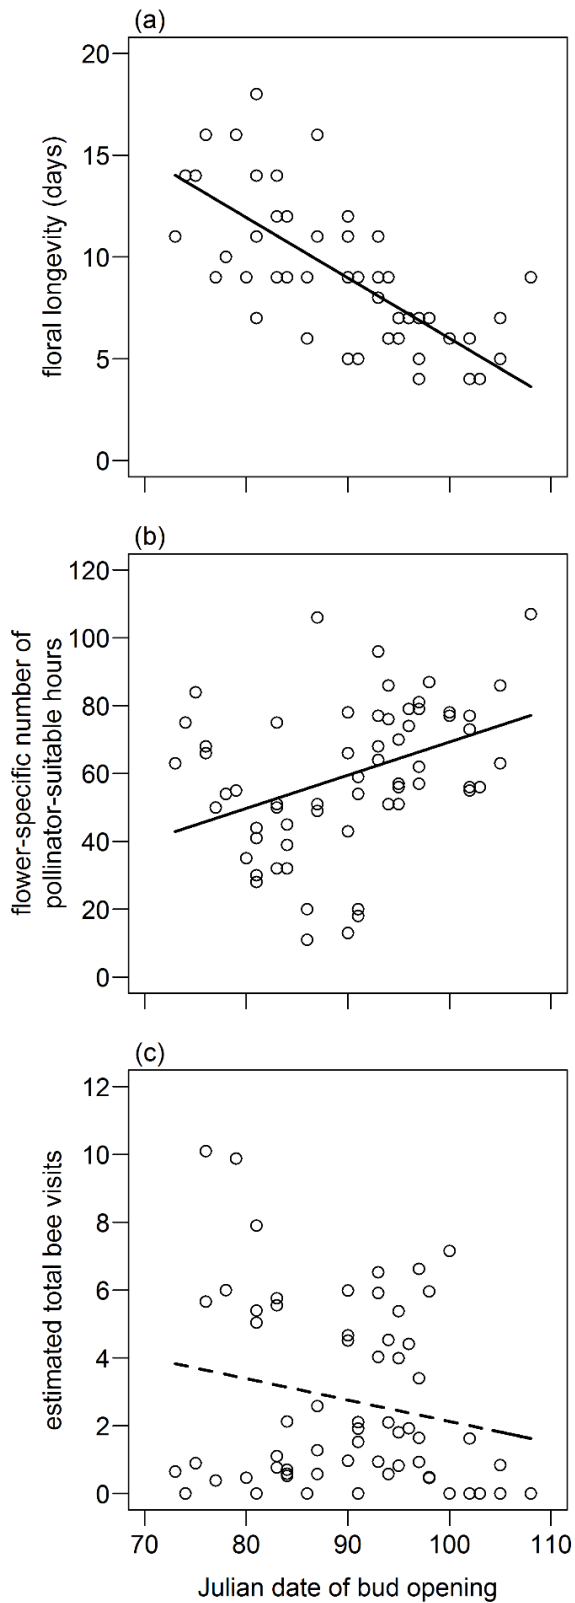 (a)
20
15
10
5
0
floral longevity (days)
(b)
120
100
80
60
40
20
0
flower-specific number of
pollinator-suitable hours
(c)
12
10
8
6
4
2
0
estimated total bee visits
70 80 90 100 110
Julian date of bud opening